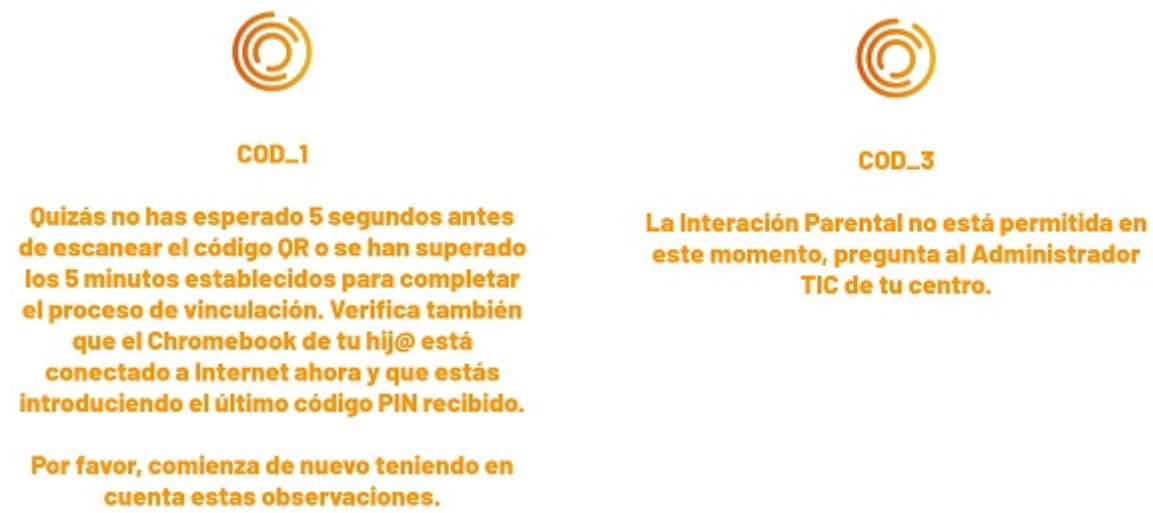 COD_1
Quizás no has esperado 5 segundos antes
de escanear el código QR o se han superado
los 5 minutos establecidos para completar
el proceso de vinculación. Verifica también
que el Chromebook de tu hij@ está
conectado a Internet ahora y que estás
introduciendo el último código PIN recibido.
Por favor, comienza de nuevo teniendo en
cuenta estas observaciones.
COD_3
La Interación Parental no está permitida en
este momento, pregunta al Administrador
TIC de tu centro.